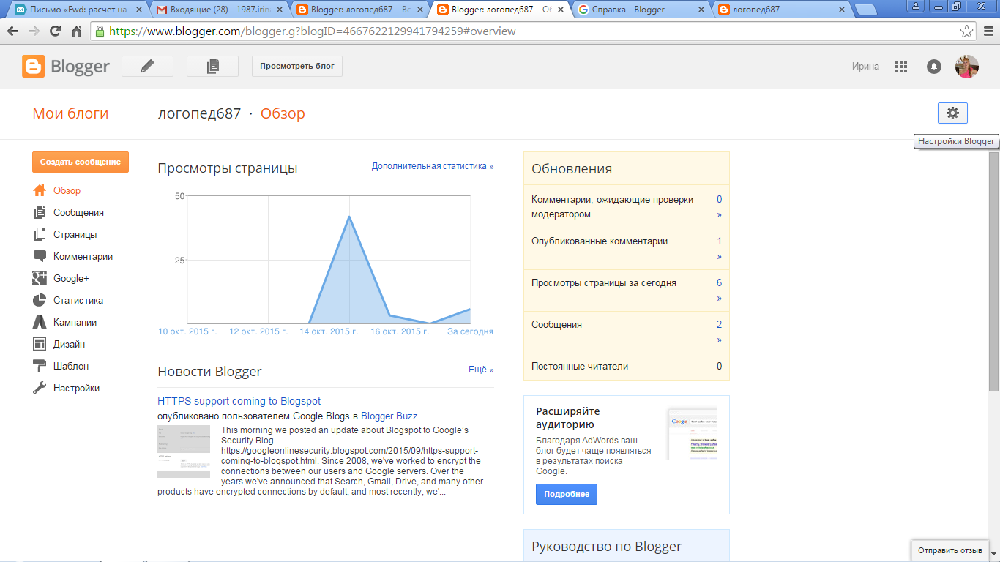 Письмо «Fwd: расчет на
Входящие (28) - 1987.irina
Blogger: логопед687 – Вс
Blogger: логопед687 – Об
Справка - Blogger
логопед687
https://www.blogger.com/blogger.g?blogID=4667622129941794259#overview
Blogger
Просмотреть блог
Ирина
Мои блоги
логопед687 · Обзор
Настройки Blogger
Создать сообщение
Обзор
Сообщения
Страницы
Комментарии
Google+
Статистика
Кампании
Дизайн
Шаблон
Настройки
Просмотры страницы
Дополнительная статистика »
50
25
10 окт. 2015 г.
12 окт. 2015 г.
14 окт. 2015 г.
16 окт. 2015 г.
За сегодня
Новости Blogger
Ещё »
HTTPS support coming to Blogspot
опубликовано пользователем Google Blogs в Blogger Buzz
This morning we posted an update about Blogspot to Google’s
Security Blog
https://googleonlinesecurity.blogspot.com/2015/09/https-support-
coming-to-blogspot.html. Since 2008, we've worked to encrypt the
connections between our users and Google servers. Over the
years we've announced that Search, Gmail, Drive, and many other
products have encrypted connections by default, and most recently, we'...
Обновления
Комментарии, ожидающие проверки 0
модератором »
Опубликованные комментарии 1
»
Просмотры страницы за сегодня 6
»
Сообщения 2
»
Постоянные читатели 0
Расширяйте
аудиторию
Благодаря AdWords ваш
блог будет чаще появляться
в результатах поиска
Google.
Подробнее
Google
Руководство по Blogger
Отправить отзыв